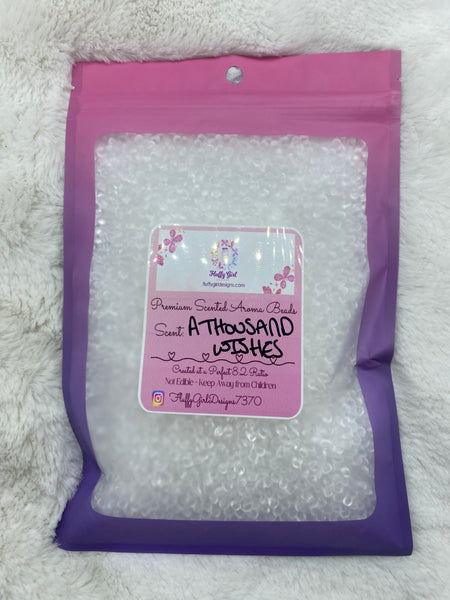 Fluffy Girl
fluffygirldesigns.com
Premium Scented Aroma Beads
Scent: A THOUSAND
WISHES
Created at a Perfect 8:2 Ratio
Not Edible - Keep Away from Children
FluffyGirlDesigns7370